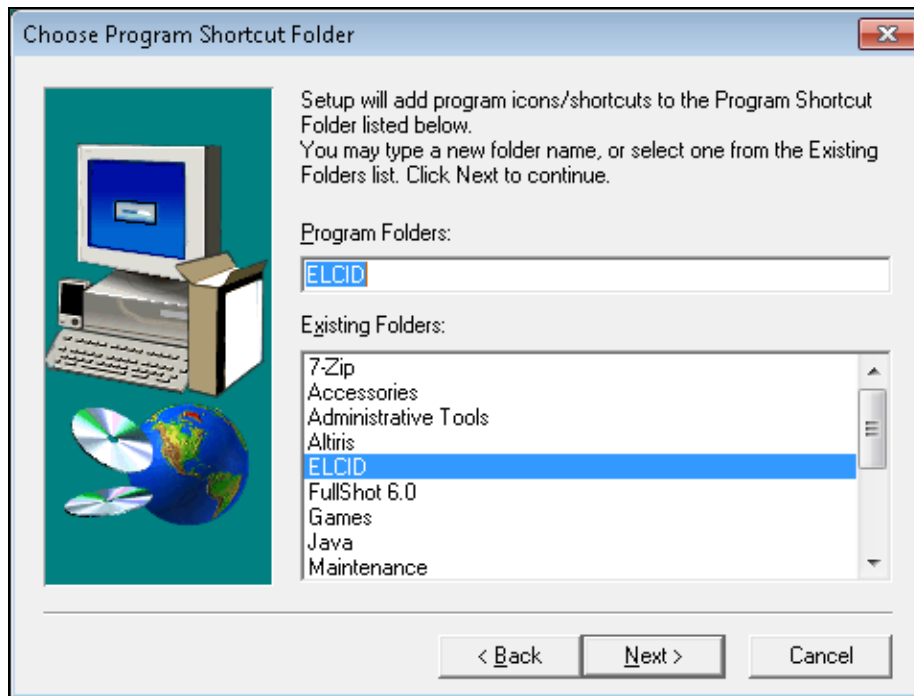 Choose Program Shortcut Folder
Setup will add program icons/shortcuts to the Program Shortcut
Folder listed below.
You may type a new folder name, or select one from the Existing
Folders list. Click Next to continue.
Program Folders:
ELCID
Existing Folders:
7-Zip
Accessories
Administrative Tools
Altiris
ELCID
FullShot 6.0
Games
Java
Maintenance
< Back
Next >
Cancel